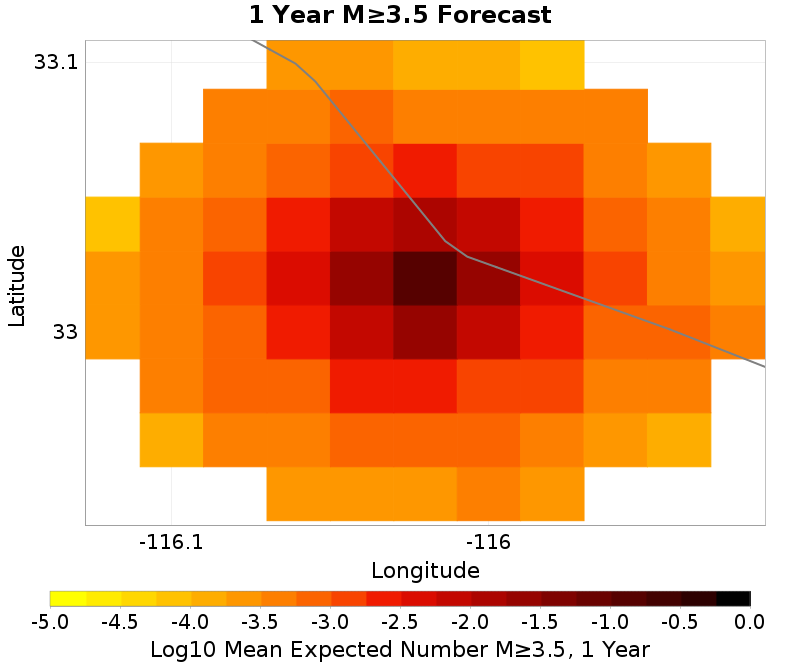 1 Year M≥3.5 Forecast
33.1
33
Latitude
-116.1
-116
Longitude
-5.0 -4.5 -4.0 -3.5 -3.0 -2.5 -2.0 -1.5 -1.0 -0.5 0.0
Log10 Mean Expected Number M≥3.5, 1 Year